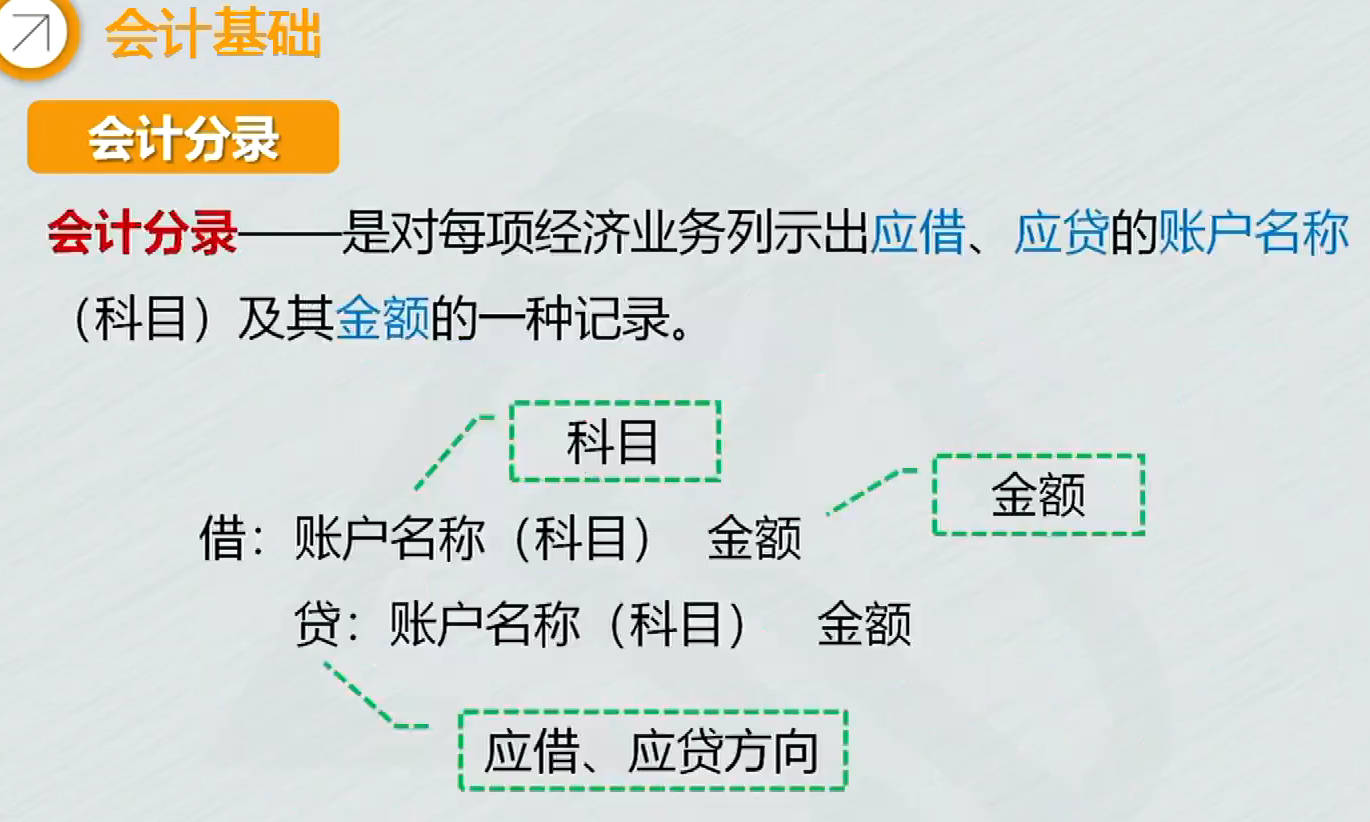 会计基础
会计分录
会计分录——是对每项经济业务列示出应借、应贷的账户名称
（科目）及其金额的一种记录。
科目
金额
借：账户名称（科目） 金额
贷：账户名称（科目） 金额
应借、应贷方向